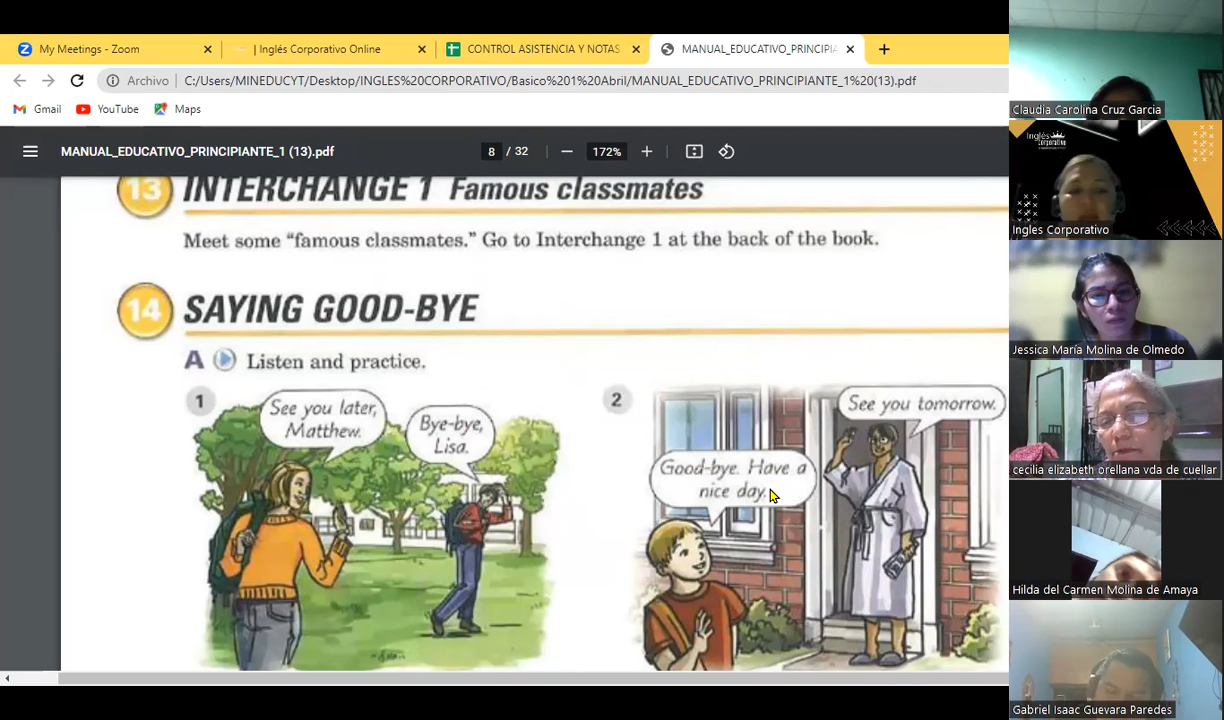 My Meetings - Zoom
| Inglés Corporativo Online
CONTROL ASISTENCIA Y NOTAS
MANUAL_EDUCATIVO_PRINCIPIA
Archivo
C:/Users/MINEDUCYT/Desktop/INGLES%20CORPORATIVO/Basico%201%20Abril/MANUAL_EDUCATIVO_PRINCIPIANTE_1%20(13).pdf
Gmail
YouTube
Maps
MANUAL_EDUCATIVO_PRINCIPIANTE_1 (13).pdf
8 / 32
172%
13 INTERCHANGE 1 Famous classmates
Meet some “famous classmates.” Go to Interchange 1 at the back of the book.
14 SAYING GOOD-BYE
A Listen and practice.
1
See you later,
Matthew.
Bye-bye,
Lisa.
2
Good-bye. Have a
nice day.
See you tomorrow.
Claudia Carolina Cruz Garcia
Inglés
Corporativo
Ingles Corporativo
Jessica María Molina de Olmedo
cecilia elizabeth orellana vda de cuellar
Hilda del Carmen Molina de Amaya
Gabriel Isaac Guevara Paredes